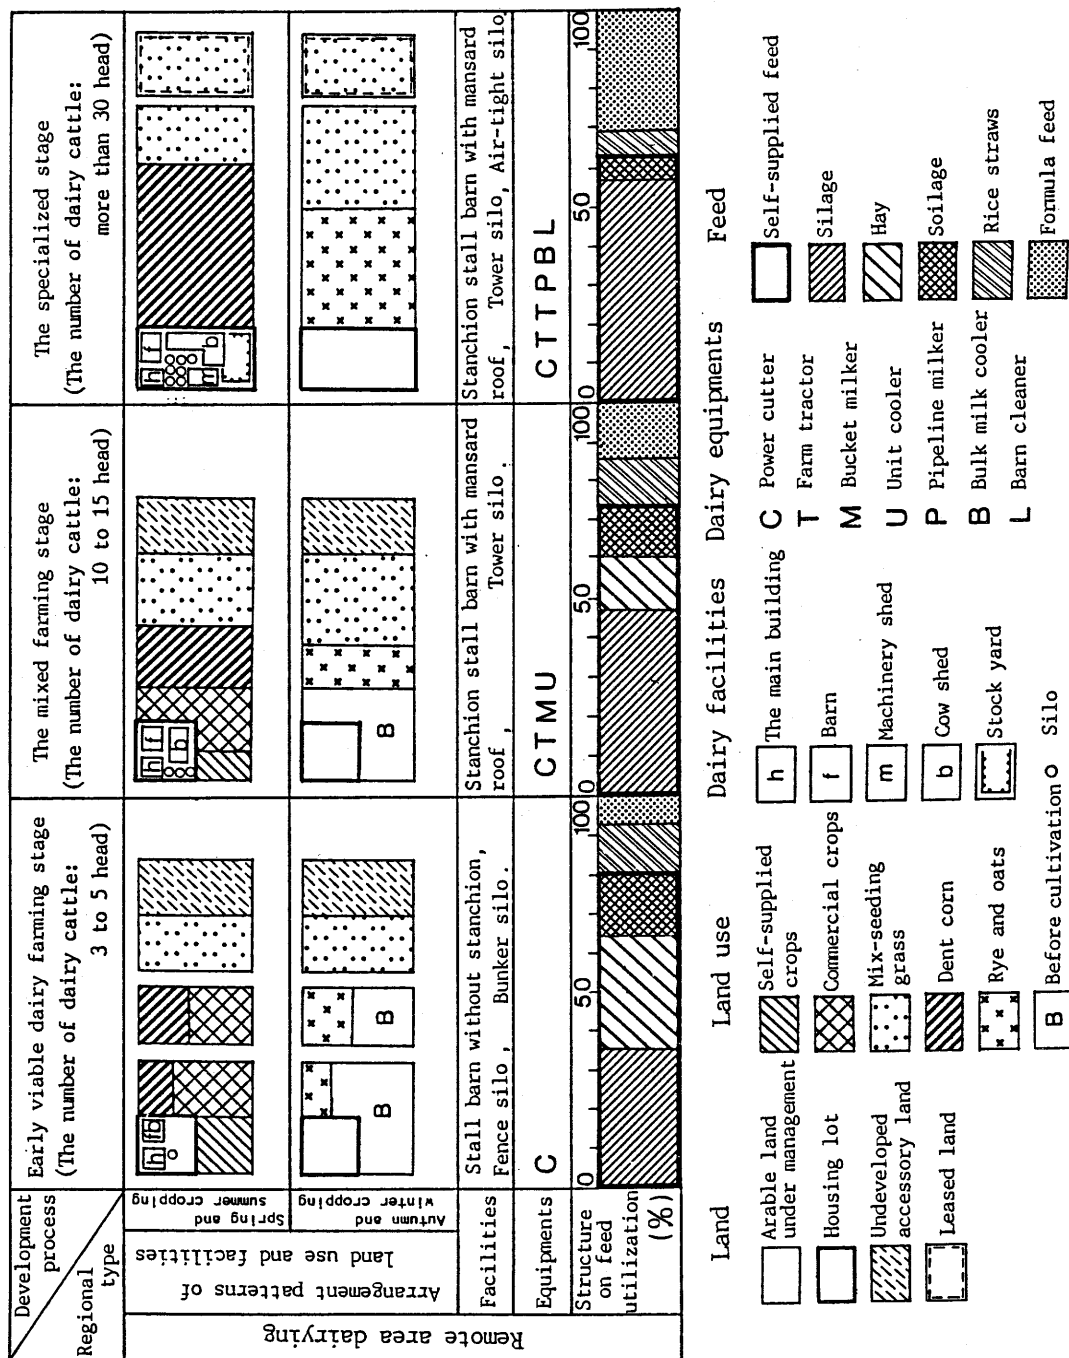 Development
process
Regional
type
Early viable dairy farming stage
(The number of dairy cattle:
3 to 5 head)
The mixed farming stage
(The number of dairy cattle:
10 to 15 head)
The specialized stage
(The number of dairy cattle:
more than 30 head)
Remote area dairying
Arrangement patterns of
land use and facilities
Spring and
summer cropping
h
fb
h
f
b
h
f
m
b
Autumn and
winter cropping
B
B
B
Facilities
Stall barn without stanchion,
Fence silo, Bunker silo.
Stanchion stall barn with mansard
roof, Tower silo.
Stanchion stall barn with mansard
roof, Tower silo, Air-tight silo.
Equipments
C
C T M U
C T T P B L
Structure
on feed
utilization
(%)
0 50 100
0 50 100
0 50 100
Land
Arable land
under management
Housing lot
Undeveloped
accessory land
Leased land
Land use
Self-supplied
crops
Commercial crops
Mix-seeding
grass
Dent corn
Rye and oats
B Before cultivation
Dairy facilities
h The main building
f Barn
m Machinery shed
b Cow shed
Stock yard
Silo
Dairy equipments
C Power cutter
T Farm tractor
M Bucket milker
U Unit cooler
P Pipeline milker
B Bulk milk cooler
L Barn cleaner
Feed
Self-supplied feed
Silage
Hay
Soilage
Rice straws
Formula feed